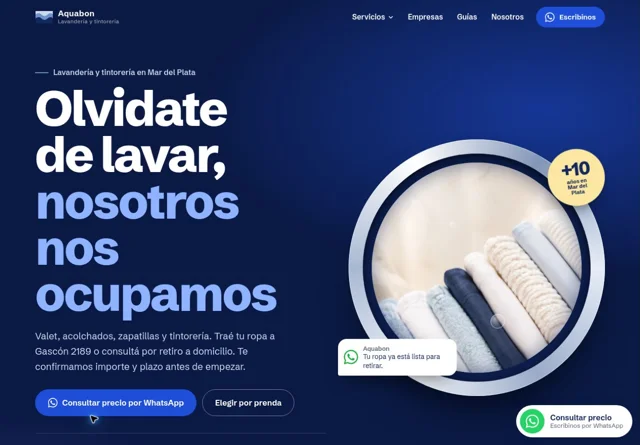 Aquabon
Lavandería y tintorería
Servicios
Empresas
Guías
Nosotros
Escribinos
Lavandería y tintorería en Mar del Plata
Olvidate
de lavar,
nosotros
nos
ocupamos
Valet, acolchados, zapatillas y tintorería. Traé tu ropa a
Gascón 2189 o consultá por retiro a domicilio. Te
confirmamos importe y plazo antes de empezar.
Consultar precio por WhatsApp
Elegir por prenda
+10
años en
Mar del
Plata
Aquabon
Tu ropa ya está lista para
retirar.
Consultar precio
Escribinos por WhatsApp